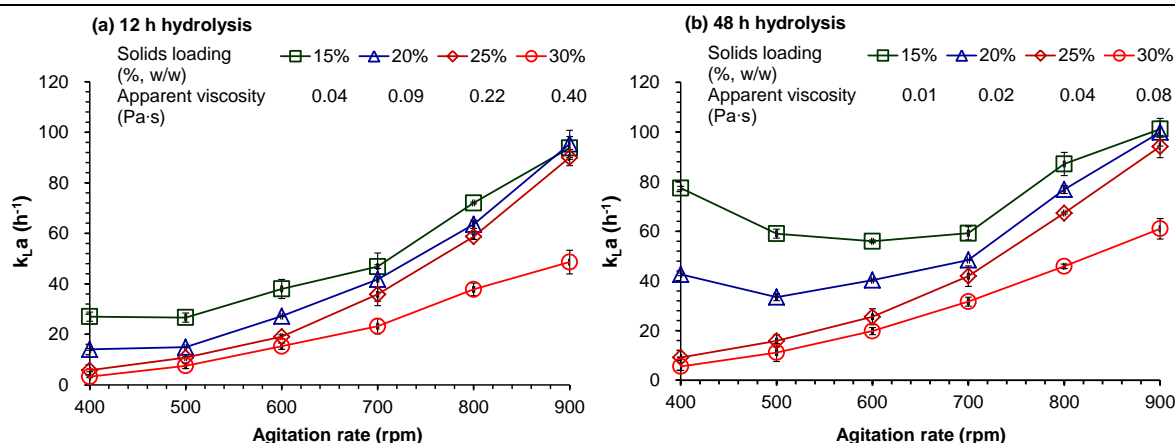 (a) 12 h hydrolysis
Solids loading
(%, w/w)
15% 20% 25% 30%
Apparent viscosity
(Pa·s)
0.04 0.09 0.22 0.40
120
100
80
60
40
20
0
kLa (h-1)
400 500 600 700 800 900
Agitation rate (rpm)
(b) 48 h hydrolysis
Solids loading
(%, w/w)
15% 20% 25% 30%
Apparent viscosity
(Pa·s)
0.01 0.02 0.04 0.08
120
100
80
60
40
20
0
kLa (h-1)
400 500 600 700 800 900
Agitation rate (rpm)